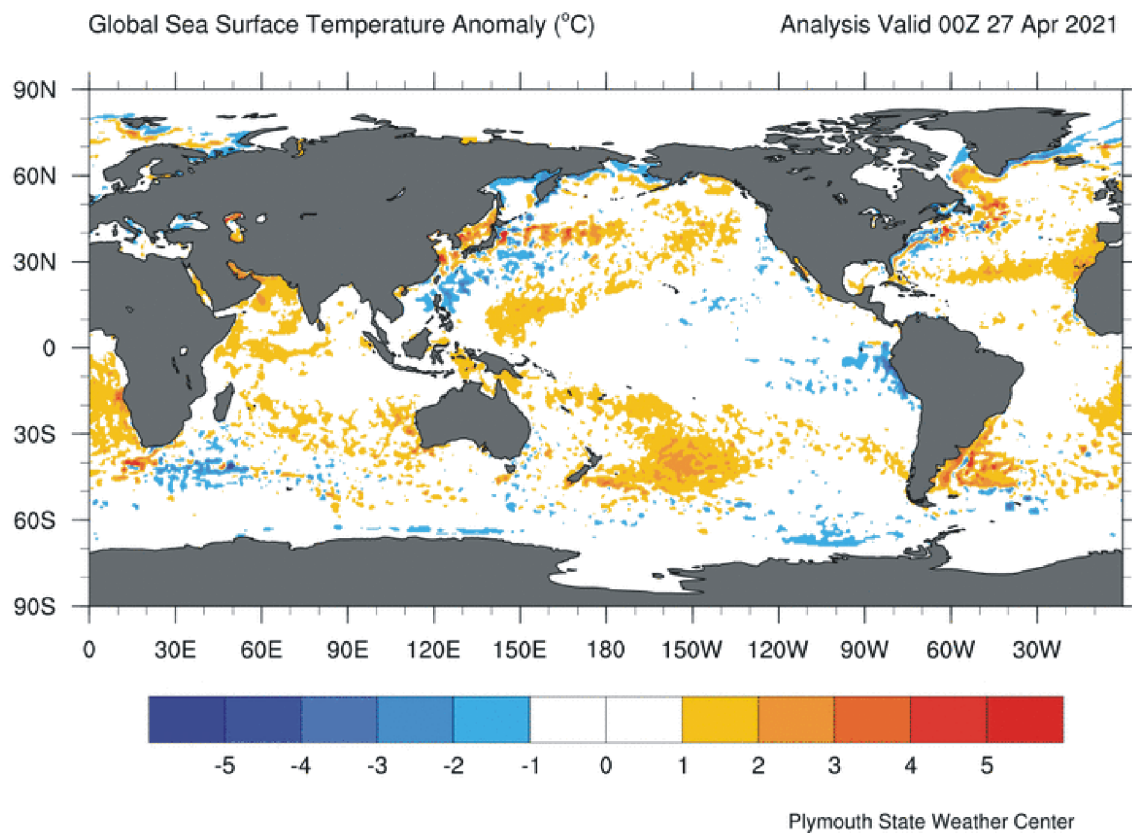 Global Sea Surface Temperature Anomaly (°C) Analysis Valid 00Z 27 Apr 2021
90N
60N
30N
0
30S
60S
90S
0 30E 60E 90E 120E 150E 180 150W 120W 90W 60W 30W
-5 -4 -3 -2 -1 0 1 2 3 4 5
Plymouth State Weather Center